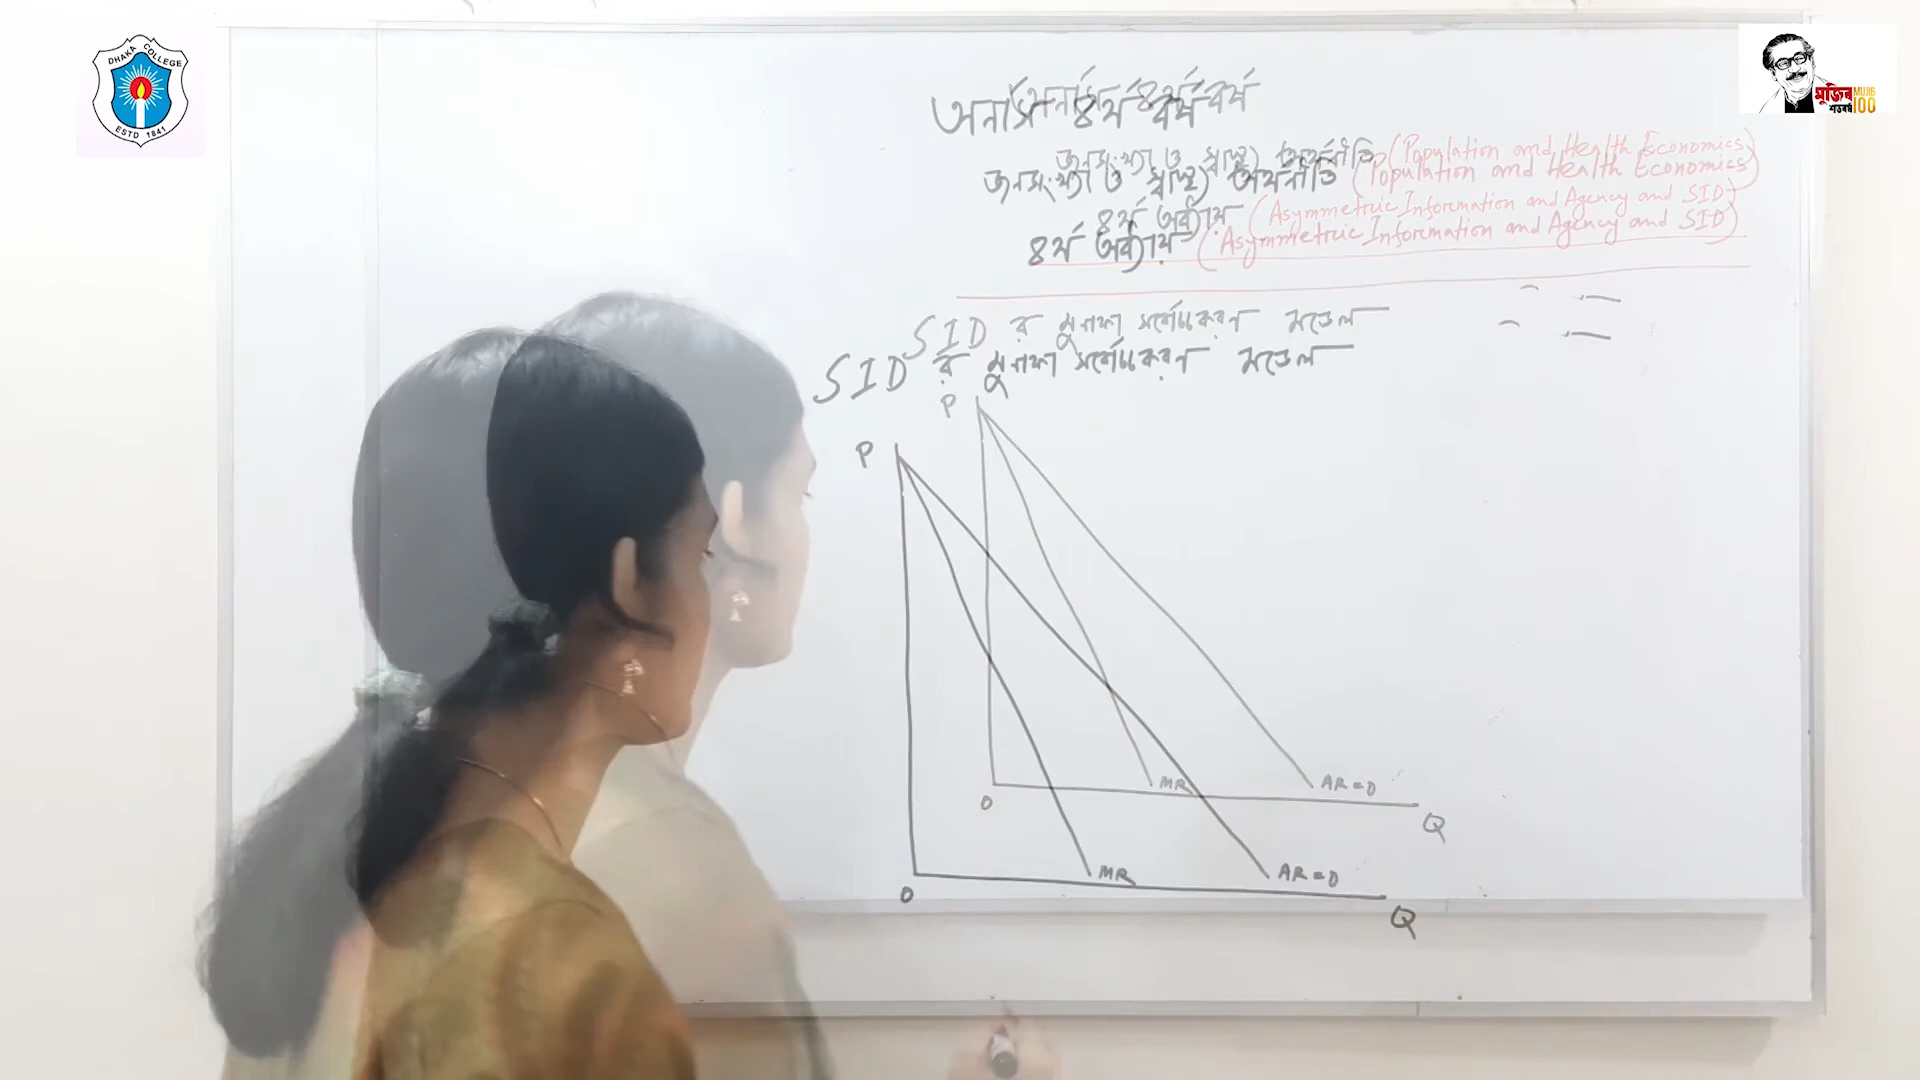 DHAKA COLLEGE
ESTD 1841
মুজিব MUJIB
শতবর্ষ 100
অনার্স ৪র্থ বর্ষ
জনসংখ্যা ও স্বাস্থ্য অর্থনীতি (Population and Health Economics)
৪র্থ অধ্যায় (Asymmetric Information and Agency and SID)
SID র মুনাফা সর্বোচ্চকরণ মডেল
P
P
MR
AR = D
O
Q
MR
AR = D
O
Q